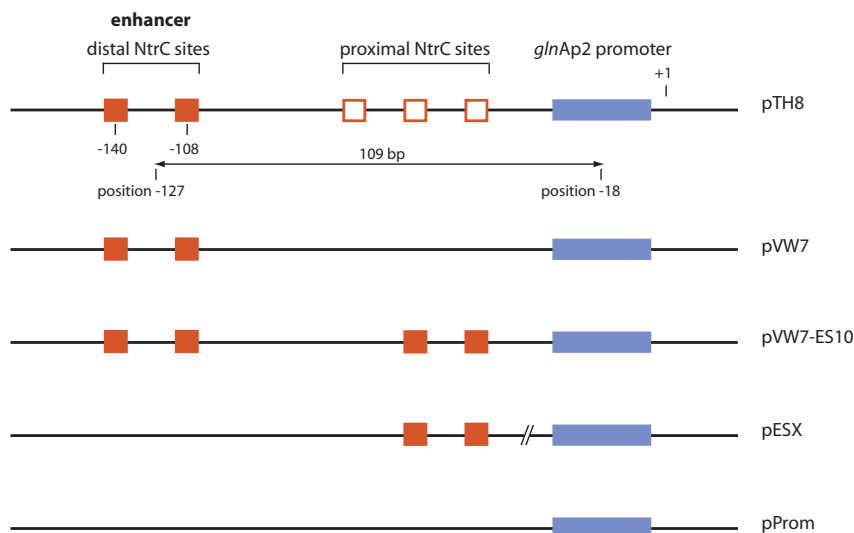 enhancer
distal NtrC sites
proximal NtrC sites
glnAp2 promoter
+1
pTH8
-140
-108
109 bp
position -127
position -18
pVW7
pVW7-ES10
pESX
pProm